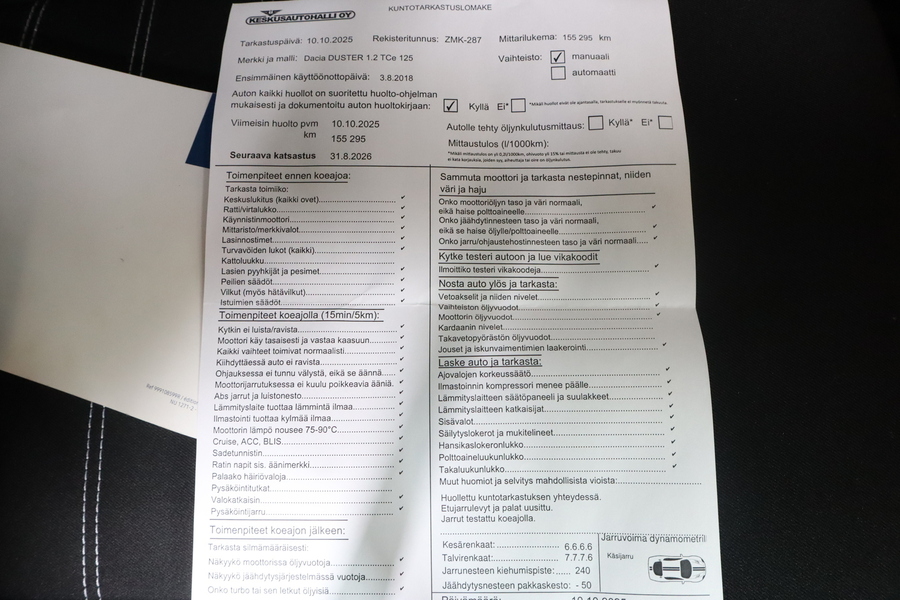 KESKUSAUTOHALLI OY
KUNTOTARKASTUSLOMAKE
Tarkastuspäivä: 10.10.2025 Rekisteritunnus: ZMK-287 Mittarilukema: 155 295 km
Merkki ja malli: Dacia DUSTER 1.2 TCe 125 Vaihteisto: ✓ manuaali
automaatti
Ensimmäinen käyttöönottopäivä: 3.8.2018
Auton kaikki huollot on suoritettu huolto-ohjelman
mukaisesti ja dokumentoitu auton huoltokirjaan: ✓ Kyllä Ei*
Viimeisin huolto pvm 10.10.2025
km 155 295
Seuraava katsastus 31.8.2026
Autolle tehty öljynkulutusmittaus: Kyllä* Ei*
Mittaustulos (l/1000km):
Toimenpiteet ennen koeajoa:
Tarkasta toimiiko:
Keskuslukitus (kaikki ovet) ✓
Ratti/virtalukko ✓
Käynnistinmoottori ✓
Mittaristo/merkkivalot ✓
Lasinnostimet ✓
Turvavöiden lukot (kaikki) ✓
Kattoluukku
Lasien pyyhkijät ja pesimet ✓
Peilien säädöt ✓
Vilkut (myös hätävilkut) ✓
Istuimien säädöt ✓
Toimenpiteet koeajolla (15min/5km):
Kytkin ei luista/ravista ✓
Moottori käy tasaisesti ja vastaa kaasuun ✓
Kaikki vaihteet toimivat normaalisti ✓
Kiihdyttäessä auto ei ravista ✓
Ohjauksessa ei tunnu välystä, eikä se äännä ✓
Moottorijarrutuksessa ei kuulu poikkeavia ääniä. ✓
Abs jarrut ja luistonesto ✓
Lämmityslaite tuottaa lämmintä ilmaa ✓
Ilmastointi tuottaa kylmää ilmaa ✓
Moottorin lämpö nousee 75-90°C ✓
Cruise, ACC, BLIS ✓
Sadetunnistin ✓
Ratin napit sis. äänimerkki ✓
Palaako häiriövaloja ✓
Pysäköintitutkat ✓
Valokatkaisin ✓
Pysäköintijarru ✓
Toimenpiteet koeajon jälkeen:
Tarkasta silmämääräisesti:
Näkyykö moottorissa öljyvuotoja ✓
Näkyykö jäähdytysjärjestelmässä vuotoja ✓
Onko turbo tai sen letkut öljyisiä ✓
Sammuta moottori ja tarkasta nestepinnat, niiden
väri ja haju
Onko moottoriöljyn taso ja väri normaali,
eikä haise polttoaineelle ✓
Onko jäähdytinnesteen taso ja väri normaali,
eikä se haise öljylle/polttoaineelle ✓
Onko jarru/ohjaustehostinnesteen taso ja väri normaali ✓
Kytke testeri autoon ja lue vikakoodit
Ilmoittiko testeri vikakoodeja ✓
Nosta auto ylös ja tarkasta:
Vetoakselit ja niiden nivelet ✓
Vaihteiston öljyvuodot ✓
Moottorin öljyvuodot ✓
Kardaanin nivelet
Takavetopyörästön öljyvuodot
Jouset ja iskunvaimentimien laakerointi ✓
Laske auto ja tarkasta:
Ajovalojen korkeussäätö ✓
Ilmastoinnin kompressori menee päälle ✓
Lämmityslaitteen säätöpaneeli ja suulakkeet ✓
Lämmityslaitteen katkaisijat ✓
Sisävalot ✓
Säilytyslokerot ja mukitelineet ✓
Hansikaslokeronlukko ✓
Polttoaineluukunlukko ✓
Takaluukunlukko ✓
Muut huomiot ja selvitys mahdollisista vioista:
Huollettu kuntotarkastuksen yhteydessä.
Etujarrulevyt ja palat uusittu.
Jarrut testattu koeajolla.
Kesärenkaat: 6.6.6.6
Talvirenkaat: 7.7.7.6
Jarrunesteen kiehumispiste: 240
Jäähdytysnesteen pakkaskesto: - 50
Jarruvoima dynamometril
Käsijarru